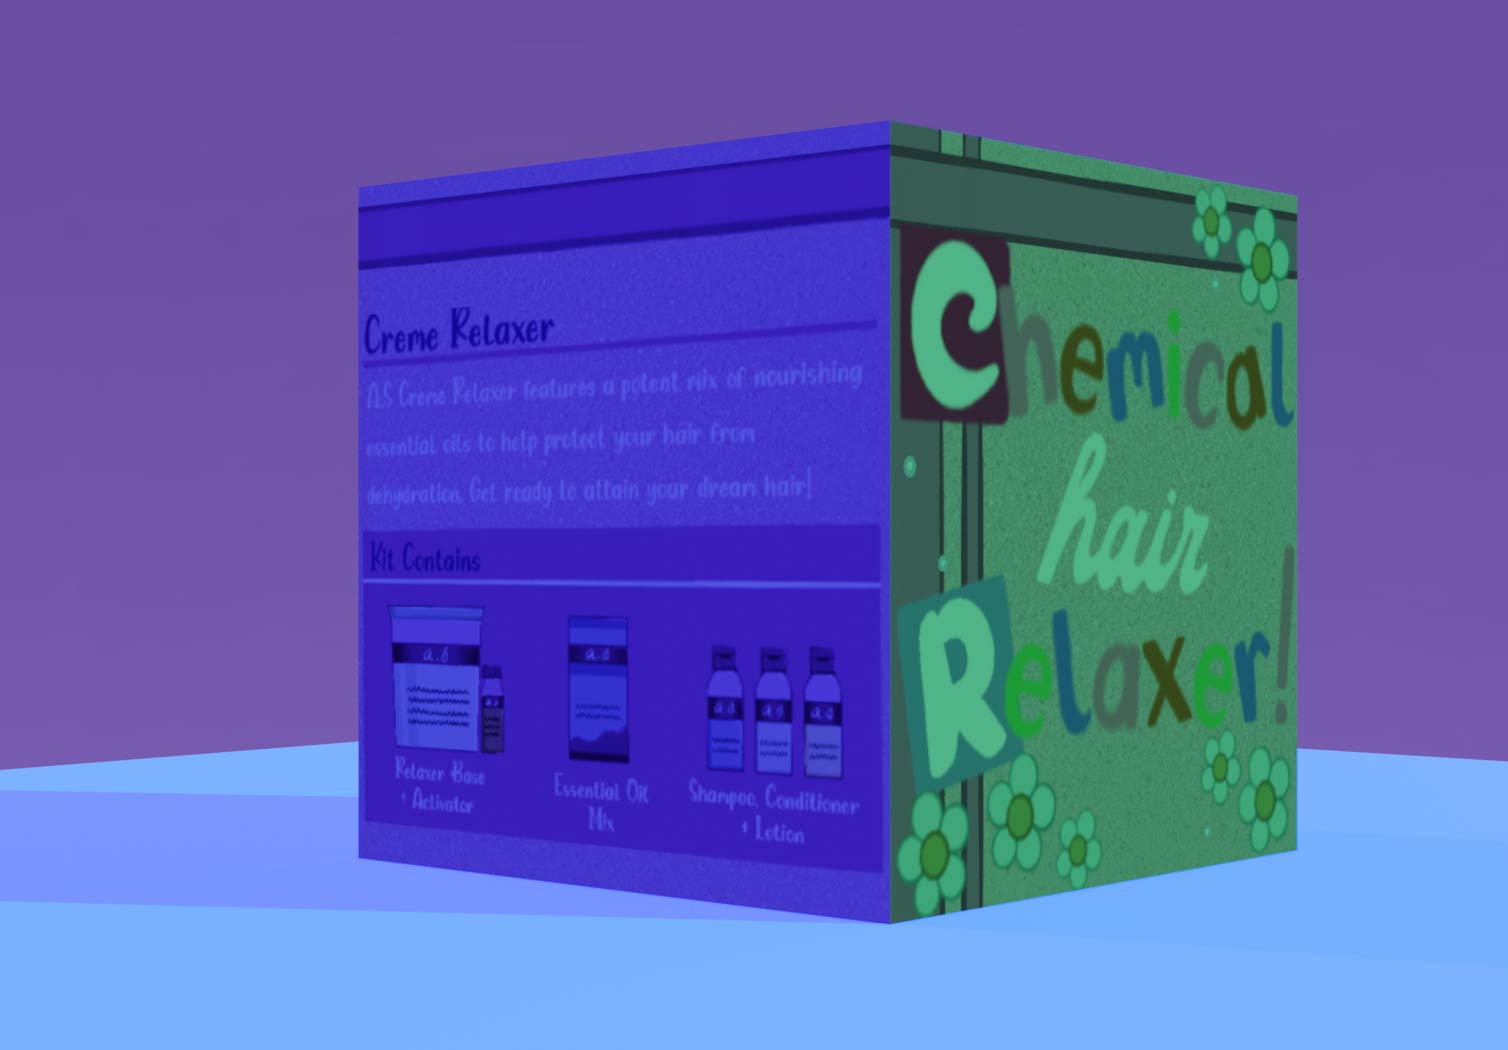 Creme Relaxer
A.S Creme Relaxer features a potent mix of nourishing
essential oils to help protect your hair from
dehydration. Get ready to attain your dream hair!
Kit Contains
a.s
a.s
a.s
a.s
a.s
a.s
Relaxer Base
+ Activator
Essential Oil
Mix
Shampoo, Conditioner
+ Lotion
Chemical
hair
Relaxer!